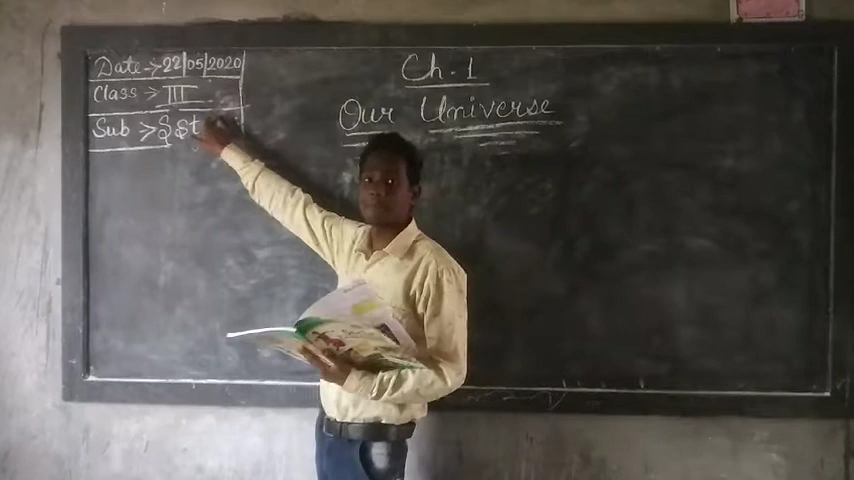 Date → 22/05/2020
Class → III
Sub → S St
Ch. 1
Our Universe